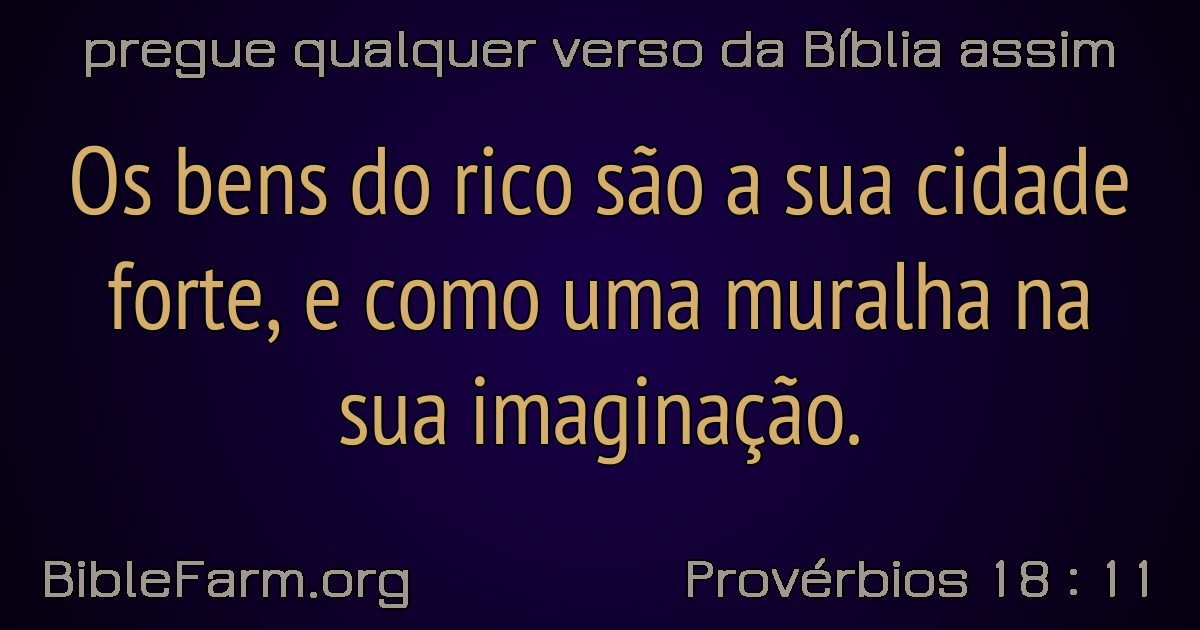 pregue qualquer verso da Bíblia assim
Os bens do rico são a sua cidade
forte, e como uma muralha na
sua imaginação.
BibleFarm.org
Provérbios 18 : 11